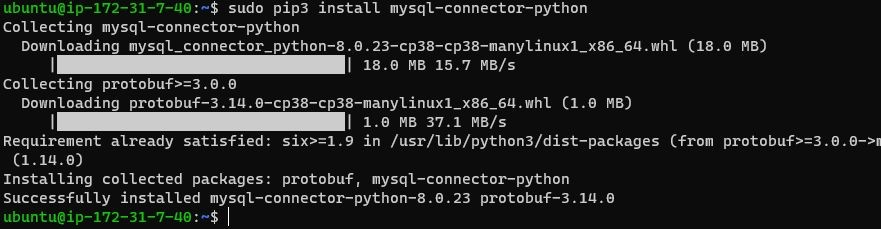 ubuntu@ip-172-31-7-40:~$ sudo pip3 install mysql-connector-python
Collecting mysql-connector-python
  Downloading mysql_connector_python-8.0.23-cp38-cp38-manylinux1_x86_64.whl (18.0 MB)
     |████████████████████████████████| 18.0 MB 15.7 MB/s
Collecting protobuf>=3.0.0
  Downloading protobuf-3.14.0-cp38-cp38-manylinux1_x86_64.whl (1.0 MB)
     |████████████████████████████████| 1.0 MB 37.1 MB/s
Requirement already satisfied: six>=1.9 in /usr/lib/python3/dist-packages (from protobuf>=3.0.0->m
 (1.14.0)
Installing collected packages: protobuf, mysql-connector-python
Successfully installed mysql-connector-python-8.0.23 protobuf-3.14.0
ubuntu@ip-172-31-7-40:~$